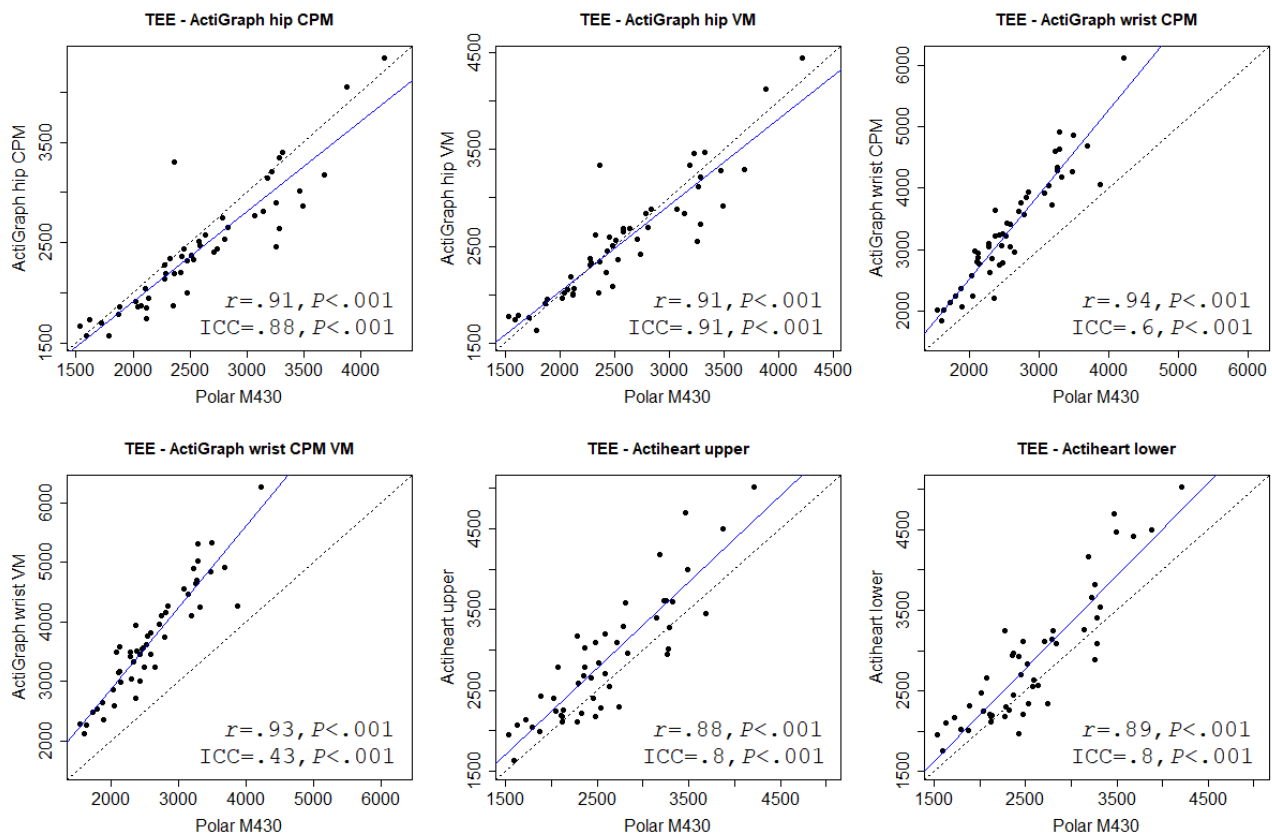 TEE - ActiGraph hip CPM
ActiGraph hip CPM
1500 2500 3500
r=.91, P<.001
ICC=.88, P<.001
1500 2000 2500 3000 3500 4000
Polar M430
TEE - ActiGraph hip VM
ActiGraph hip VM
1500 2500 3500 4500
r=.91, P<.001
ICC=.91, P<.001
1500 2000 2500 3000 3500 4000 4500
Polar M430
TEE - ActiGraph wrist CPM
ActiGraph wrist CPM
2000 3000 4000 5000 6000
r=.94, P<.001
ICC=.6, P<.001
2000 3000 4000 5000 6000
Polar M430
TEE - ActiGraph wrist CPM VM
ActiGraph wrist VM
2000 3000 4000 5000 6000
r=.93, P<.001
ICC=.43, P<.001
2000 3000 4000 5000 6000
Polar M430
TEE - Actiheart upper
Actiheart upper
1500 2500 3500 4500
r=.88, P<.001
ICC=.8, P<.001
1500 2500 3500 4500
Polar M430
TEE - Actiheart lower
Actiheart lower
1500 2500 3500 4500
r=.89, P<.001
ICC=.8, P<.001
1500 2500 3500 4500
Polar M430